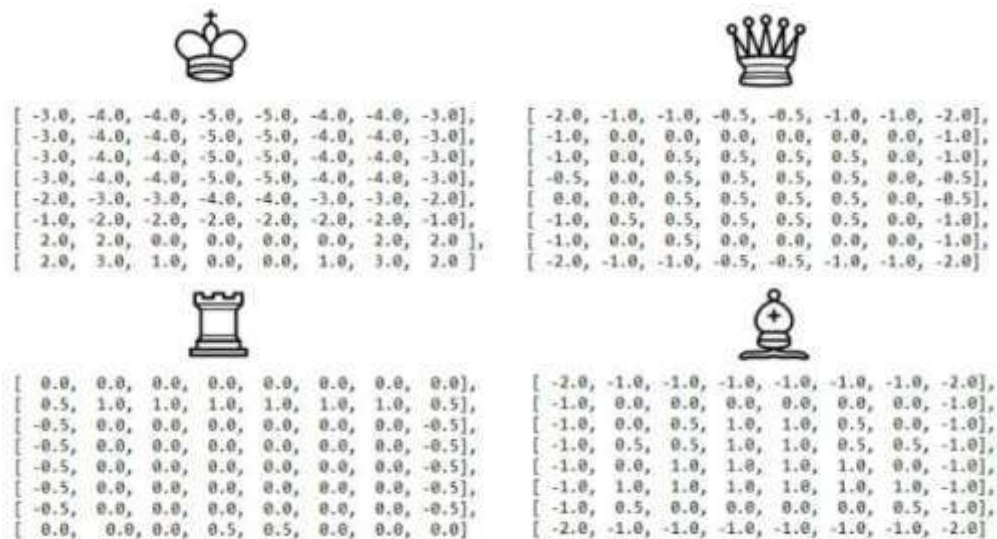 [ -3.0, -4.0, -4.0, -5.0, -5.0, -4.0, -4.0, -3.0],
[ -3.0, -4.0, -4.0, -5.0, -5.0, -4.0, -4.0, -3.0],
[ -3.0, -4.0, -4.0, -5.0, -5.0, -4.0, -4.0, -3.0],
[ -3.0, -4.0, -4.0, -5.0, -5.0, -4.0, -4.0, -3.0],
[ -2.0, -3.0, -3.0, -4.0, -4.0, -3.0, -3.0, -2.0],
[ -1.0, -2.0, -2.0, -2.0, -2.0, -2.0, -2.0, -1.0],
[ 2.0, 2.0, 0.0, 0.0, 0.0, 0.0, 2.0, 2.0 ],
[ 2.0, 3.0, 1.0, 0.0, 0.0, 1.0, 3.0, 2.0 ]
[ -2.0, -1.0, -1.0, -0.5, -0.5, -1.0, -1.0, -2.0],
[ -1.0, 0.0, 0.0, 0.0, 0.0, 0.0, 0.0, -1.0],
[ -1.0, 0.0, 0.5, 0.5, 0.5, 0.5, 0.0, -1.0],
[ -0.5, 0.0, 0.5, 0.5, 0.5, 0.5, 0.0, -0.5],
[ 0.0, 0.0, 0.5, 0.5, 0.5, 0.5, 0.0, -0.5],
[ -1.0, 0.5, 0.5, 0.5, 0.5, 0.5, 0.0, -1.0],
[ -1.0, 0.0, 0.5, 0.0, 0.0, 0.0, 0.0, -1.0],
[ -2.0, -1.0, -1.0, -0.5, -0.5, -1.0, -1.0, -2.0]
[ 0.0, 0.0, 0.0, 0.0, 0.0, 0.0, 0.0, 0.0],
[ 0.5, 1.0, 1.0, 1.0, 1.0, 1.0, 1.0, 0.5],
[ -0.5, 0.0, 0.0, 0.0, 0.0, 0.0, 0.0, -0.5],
[ -0.5, 0.0, 0.0, 0.0, 0.0, 0.0, 0.0, -0.5],
[ -0.5, 0.0, 0.0, 0.0, 0.0, 0.0, 0.0, -0.5],
[ -0.5, 0.0, 0.0, 0.0, 0.0, 0.0, 0.0, -0.5],
[ -0.5, 0.0, 0.0, 0.0, 0.0, 0.0, 0.0, -0.5],
[ 0.0, 0.0, 0.0, 0.5, 0.5, 0.0, 0.0, 0.0]
[ -2.0, -1.0, -1.0, -1.0, -1.0, -1.0, -1.0, -2.0],
[ -1.0, 0.0, 0.0, 0.0, 0.0, 0.0, 0.0, -1.0],
[ -1.0, 0.0, 0.5, 1.0, 1.0, 0.5, 0.0, -1.0],
[ -1.0, 0.5, 0.5, 1.0, 1.0, 0.5, 0.5, -1.0],
[ -1.0, 0.0, 1.0, 1.0, 1.0, 1.0, 0.0, -1.0],
[ -1.0, 1.0, 1.0, 1.0, 1.0, 1.0, 1.0, -1.0],
[ -1.0, 0.5, 0.0, 0.0, 0.0, 0.0, 0.5, -1.0],
[ -2.0, -1.0, -1.0, -1.0, -1.0, -1.0, -1.0, -2.0]